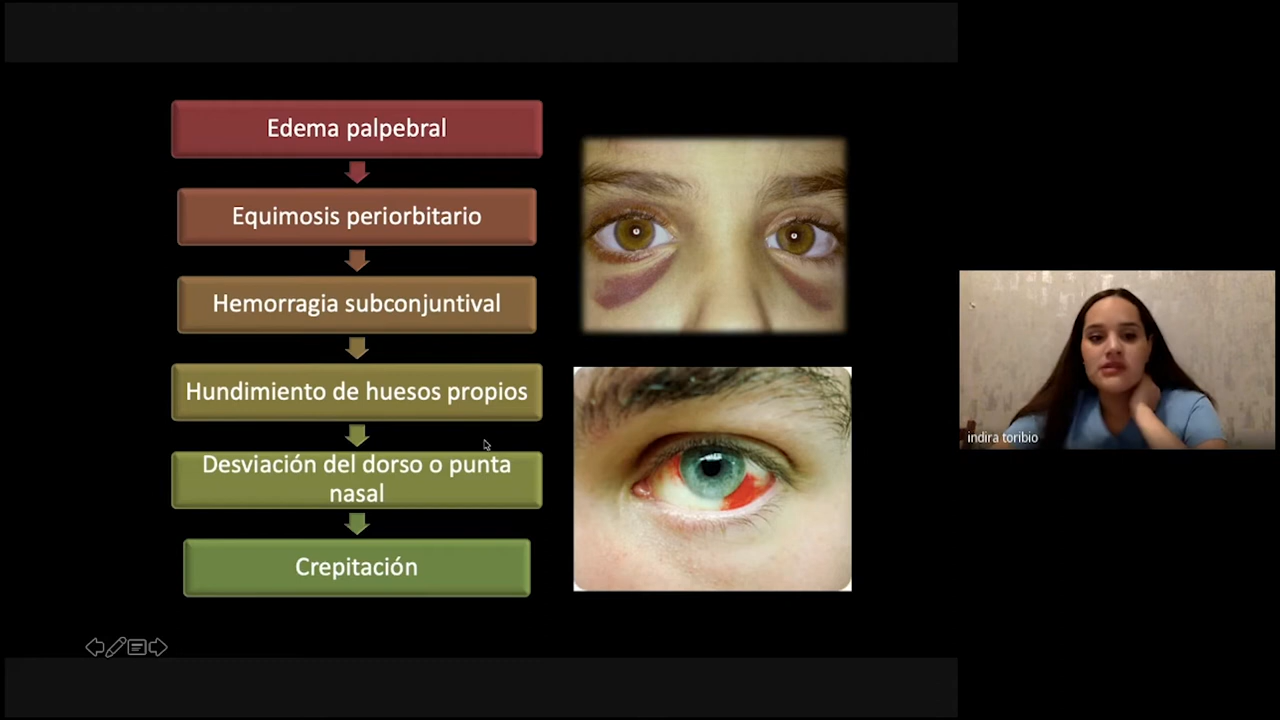 Edema palpebral
Equimosis periorbitario
Hemorragia subconjuntival
Hundimiento de huesos propios
Desviación del dorso o punta
nasal
Crepitación
indira toribio